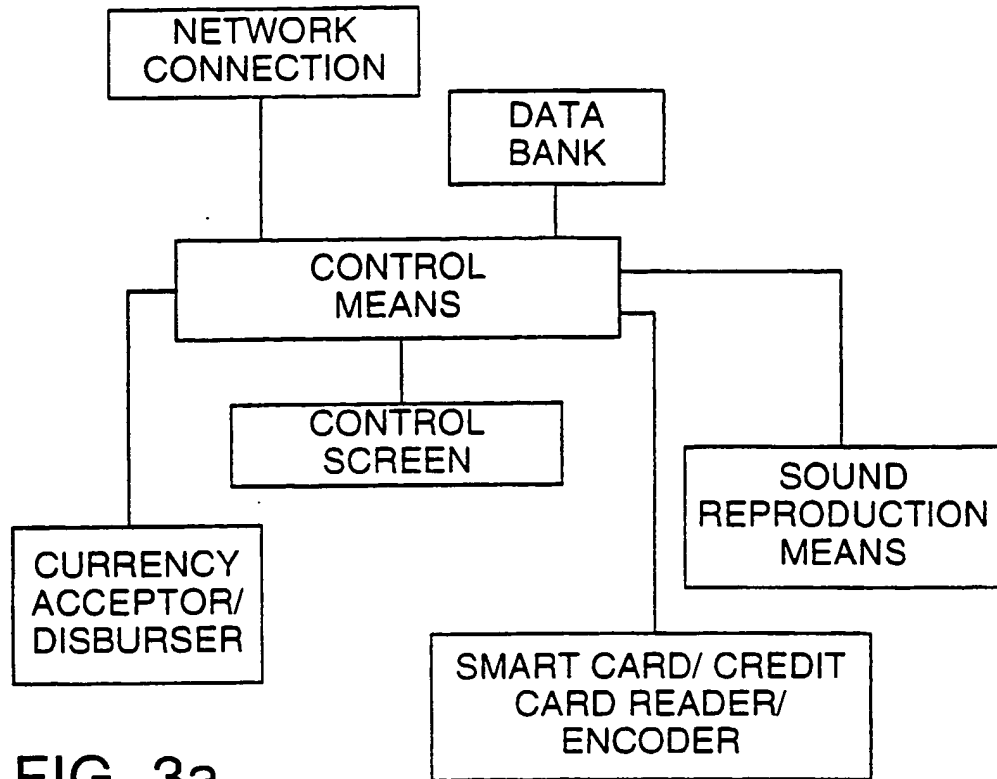 NETWORK
CONNECTION
DATA
BANK
CONTROL
MEANS
CONTROL
SCREEN
SOUND
REPRODUCTION
MEANS
CURRENCY
ACCEPTOR/
DISBURSER
SMART CARD/ CREDIT
CARD READER/
ENCODER
FIG. 3a